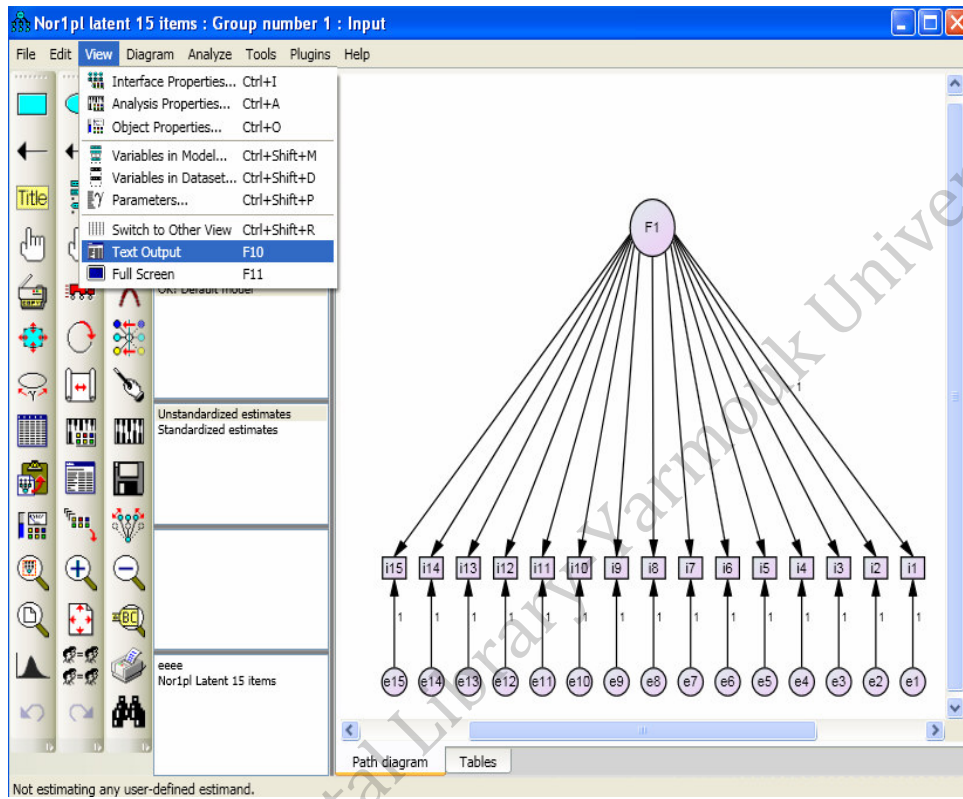 Nor1pl latent 15 items : Group number 1 : Input
File Edit View Diagram Analyze Tools Plugins Help
Interface Properties... Ctrl+I
Analysis Properties... Ctrl+A
Object Properties... Ctrl+O
Variables in Model... Ctrl+Shift+M
Variables in Dataset... Ctrl+Shift+D
Parameters... Ctrl+Shift+P
Switch to Other View Ctrl+Shift+R
Text Output F10
Full Screen F11
Title
OK: Default model
Unstandardized estimates
Standardized estimates
eeee
Nor1pl Latent 15 items
F1
1
i15 i14 i13 i12 i11 i10 i9 i8 i7 i6 i5 i4 i3 i2 i1
1 1 1 1 1 1 1 1 1 1 1 1 1 1 1
e15 e14 e13 e12 e11 e10 e9 e8 e7 e6 e5 e4 e3 e2 e1
Path diagram Tables
Not estimating any user-defined estimand.
Library-Yarmouk Univer